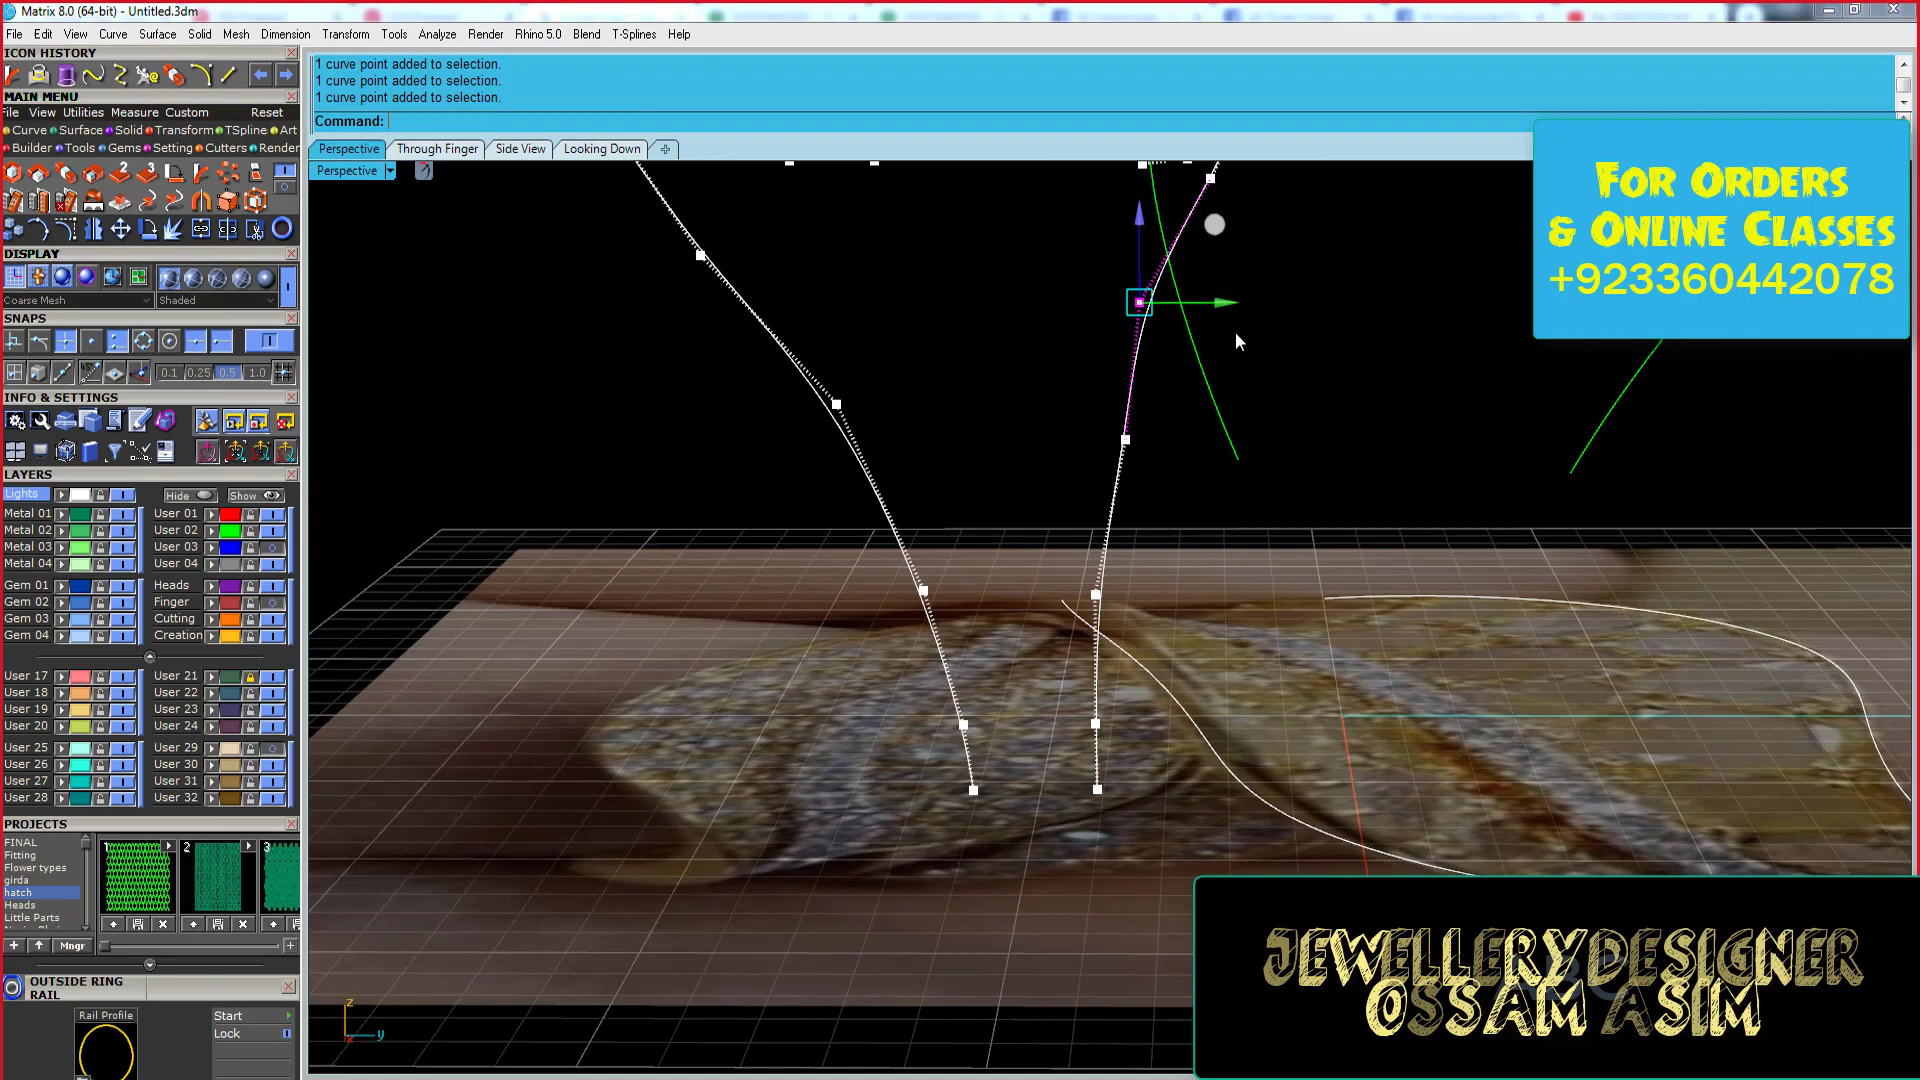 Matrix 8.0 (64-bit) - Untitled.3dm
File Edit View Curve Surface Solid Mesh Dimension Transform Tools Analyze Render Rhino 5.0 Blend T-Splines Help
ICON HISTORY
MAIN MENU
File View Utilities Measure Custom Reset
Curve Surface Solid Transform TSpline Art
Builder Tools Gems Setting Cutters Render
DISPLAY
Coarse Mesh Shaded
SNAPS
0.1 0.25 0.5 1.0
INFO & SETTINGS
LAYERS
Lights Hide Show
Metal 01 User 01
Metal 02 User 02
Metal 03 User 03
Metal 04 User 04
Gem 01 Heads
Gem 02 Finger
Gem 03 Cutting
Gem 04 Creation
User 17 User 21
User 18 User 22
User 19 User 23
User 20 User 24
User 25 User 29
User 26 User 30
User 27 User 31
User 28 User 32
PROJECTS
FINAL
Fitting
Flower types
girda
hatch
Heads
Little Parts
1 2 3
Mngr
OUTSIDE RING
RAIL
Rail Profile
Start
Lock
1 curve point added to selection.
1 curve point added to selection.
1 curve point added to selection.
Command:
Perspective Through Finger Side View Looking Down
Perspective
z
y
x
For Orders
& Online Classes
+923360442078
JEWELLERY DESIGNER
OSSAM ASIM